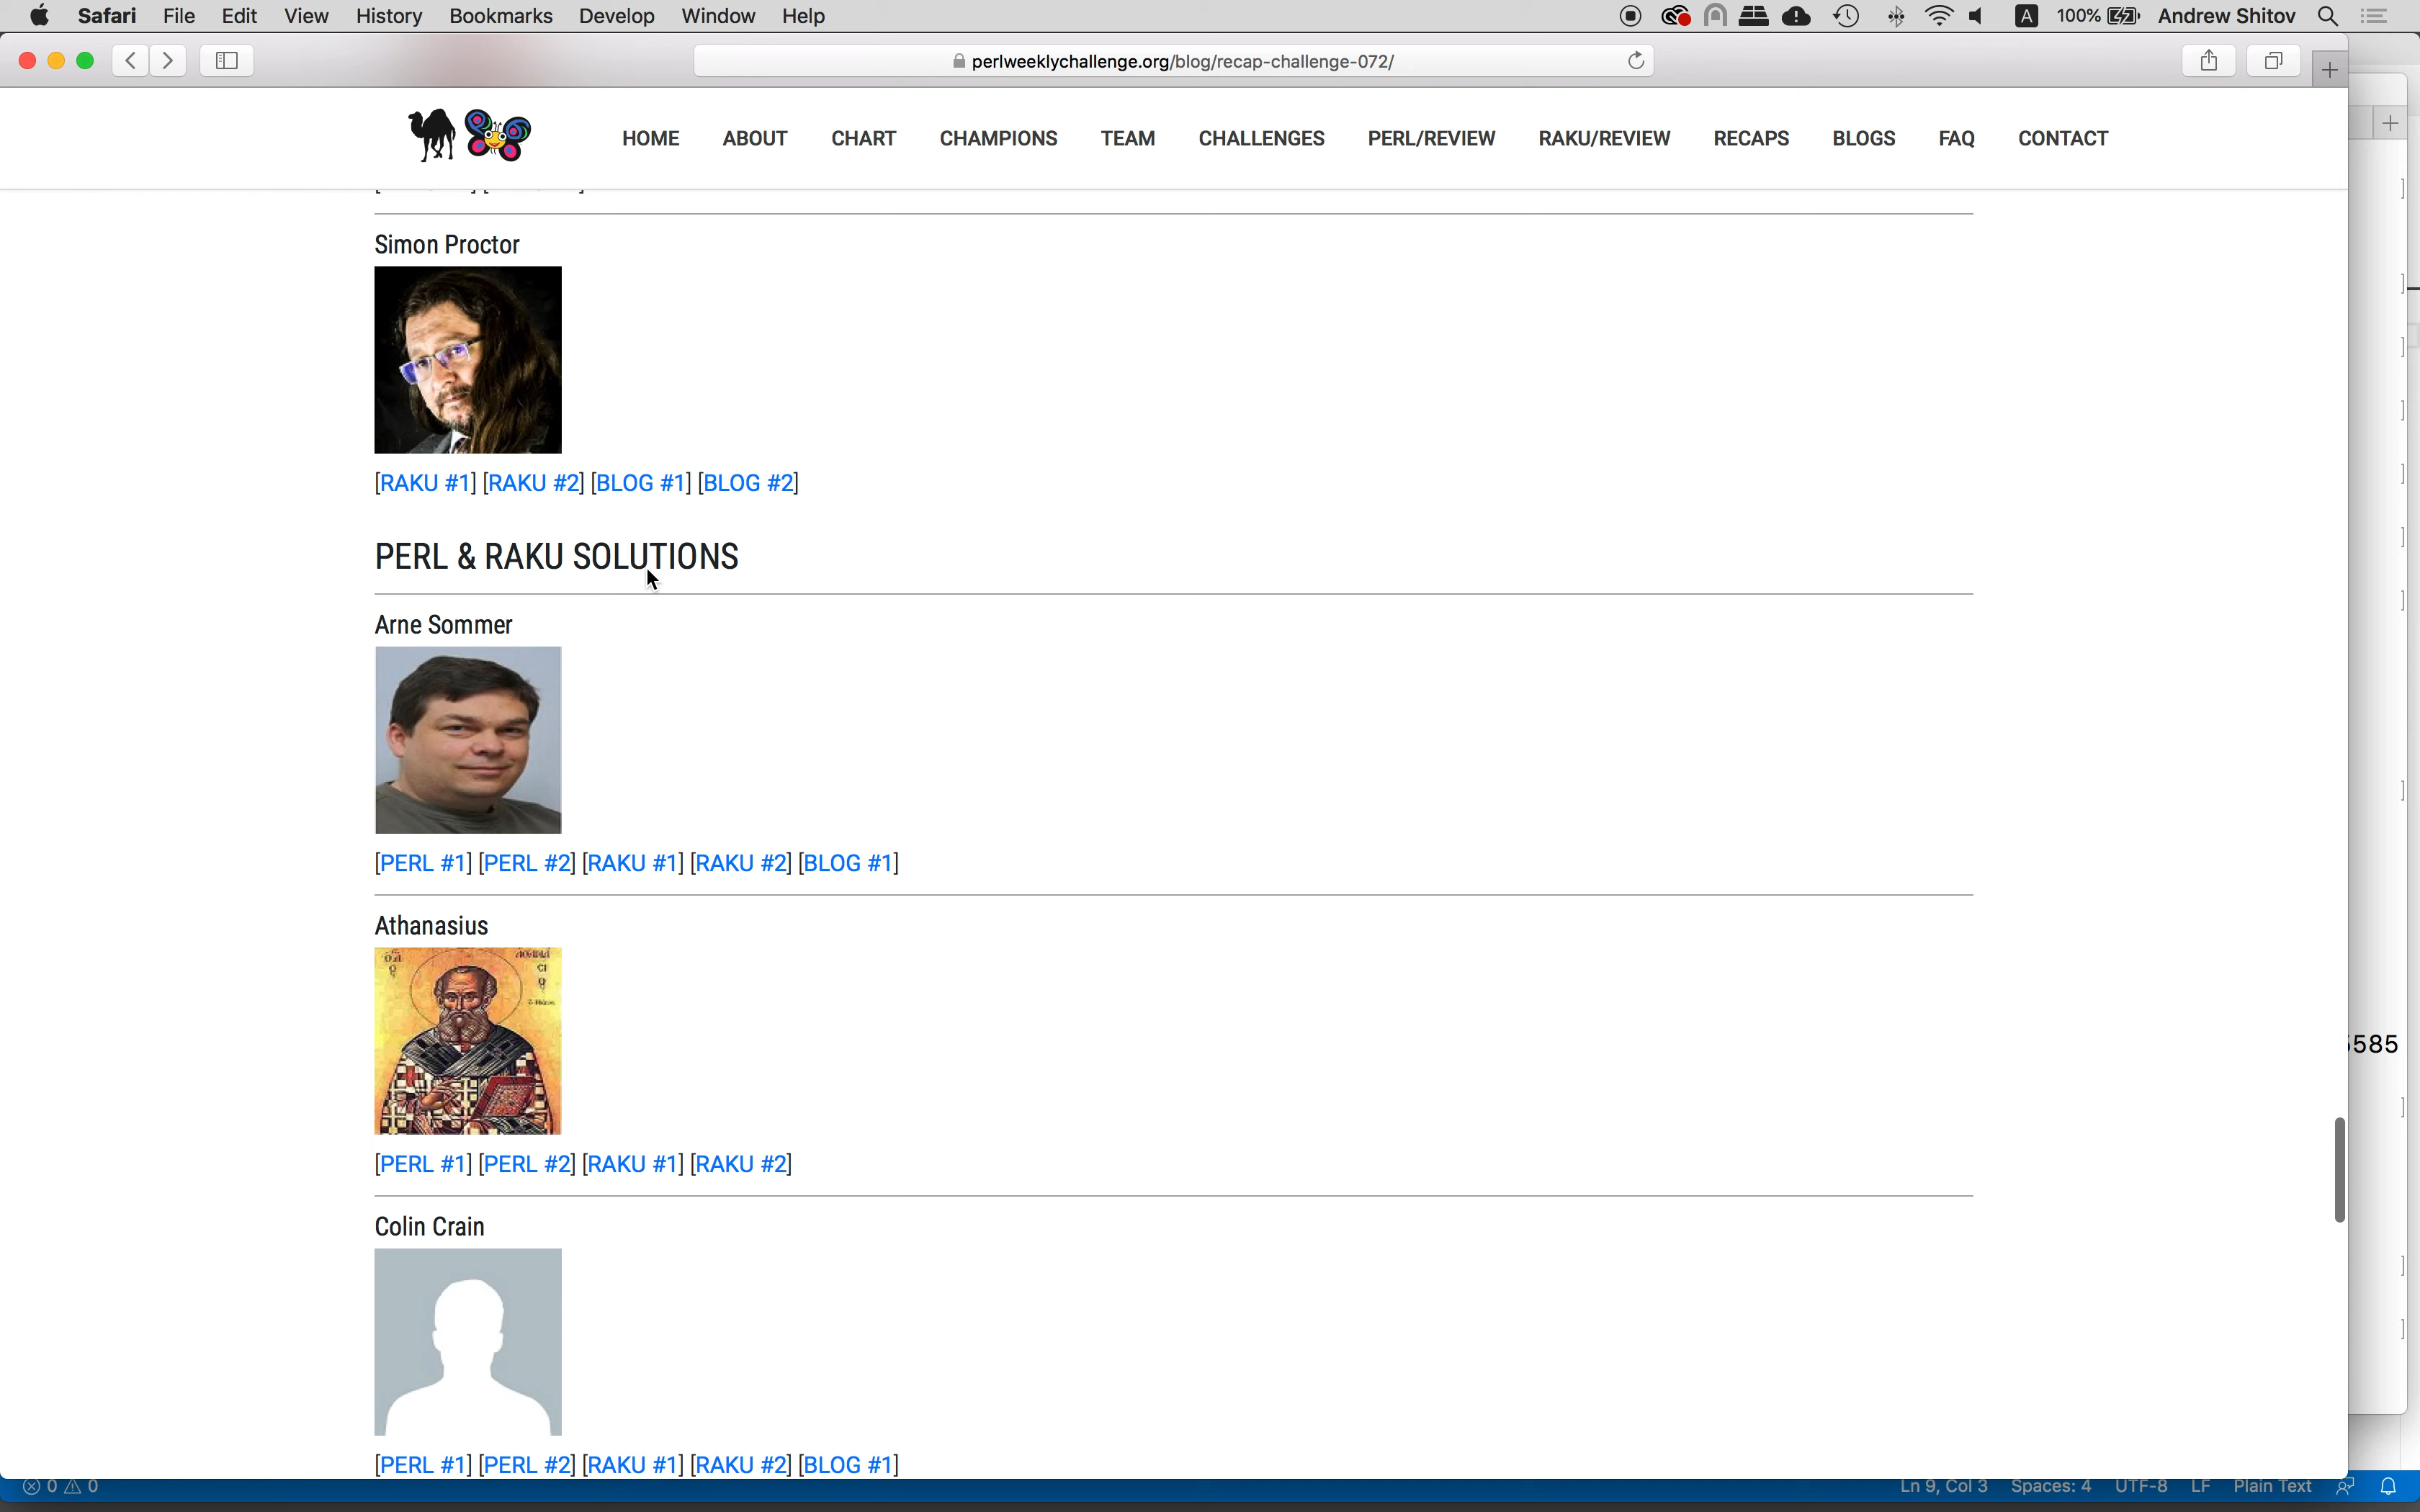 Safari File Edit View History Bookmarks Develop Window Help A 100% Andrew Shitov
perlweeklychallenge.org/blog/recap-challenge-072/
HOME ABOUT CHART CHAMPIONS TEAM CHALLENGES PERL/REVIEW RAKU/REVIEW RECAPS BLOGS FAQ CONTACT
Simon Proctor
[RAKU #1] [RAKU #2] [BLOG #1] [BLOG #2]
PERL & RAKU SOLUTIONS
Arne Sommer
[PERL #1] [PERL #2] [RAKU #1] [RAKU #2] [BLOG #1]
Athanasius
[PERL #1] [PERL #2] [RAKU #1] [RAKU #2]
Colin Crain
[PERL #1] [PERL #2] [RAKU #1] [RAKU #2] [BLOG #1]
585
0 0 Ln 9, Col 3 Spaces: 4 UTF-8 LF Plain Text